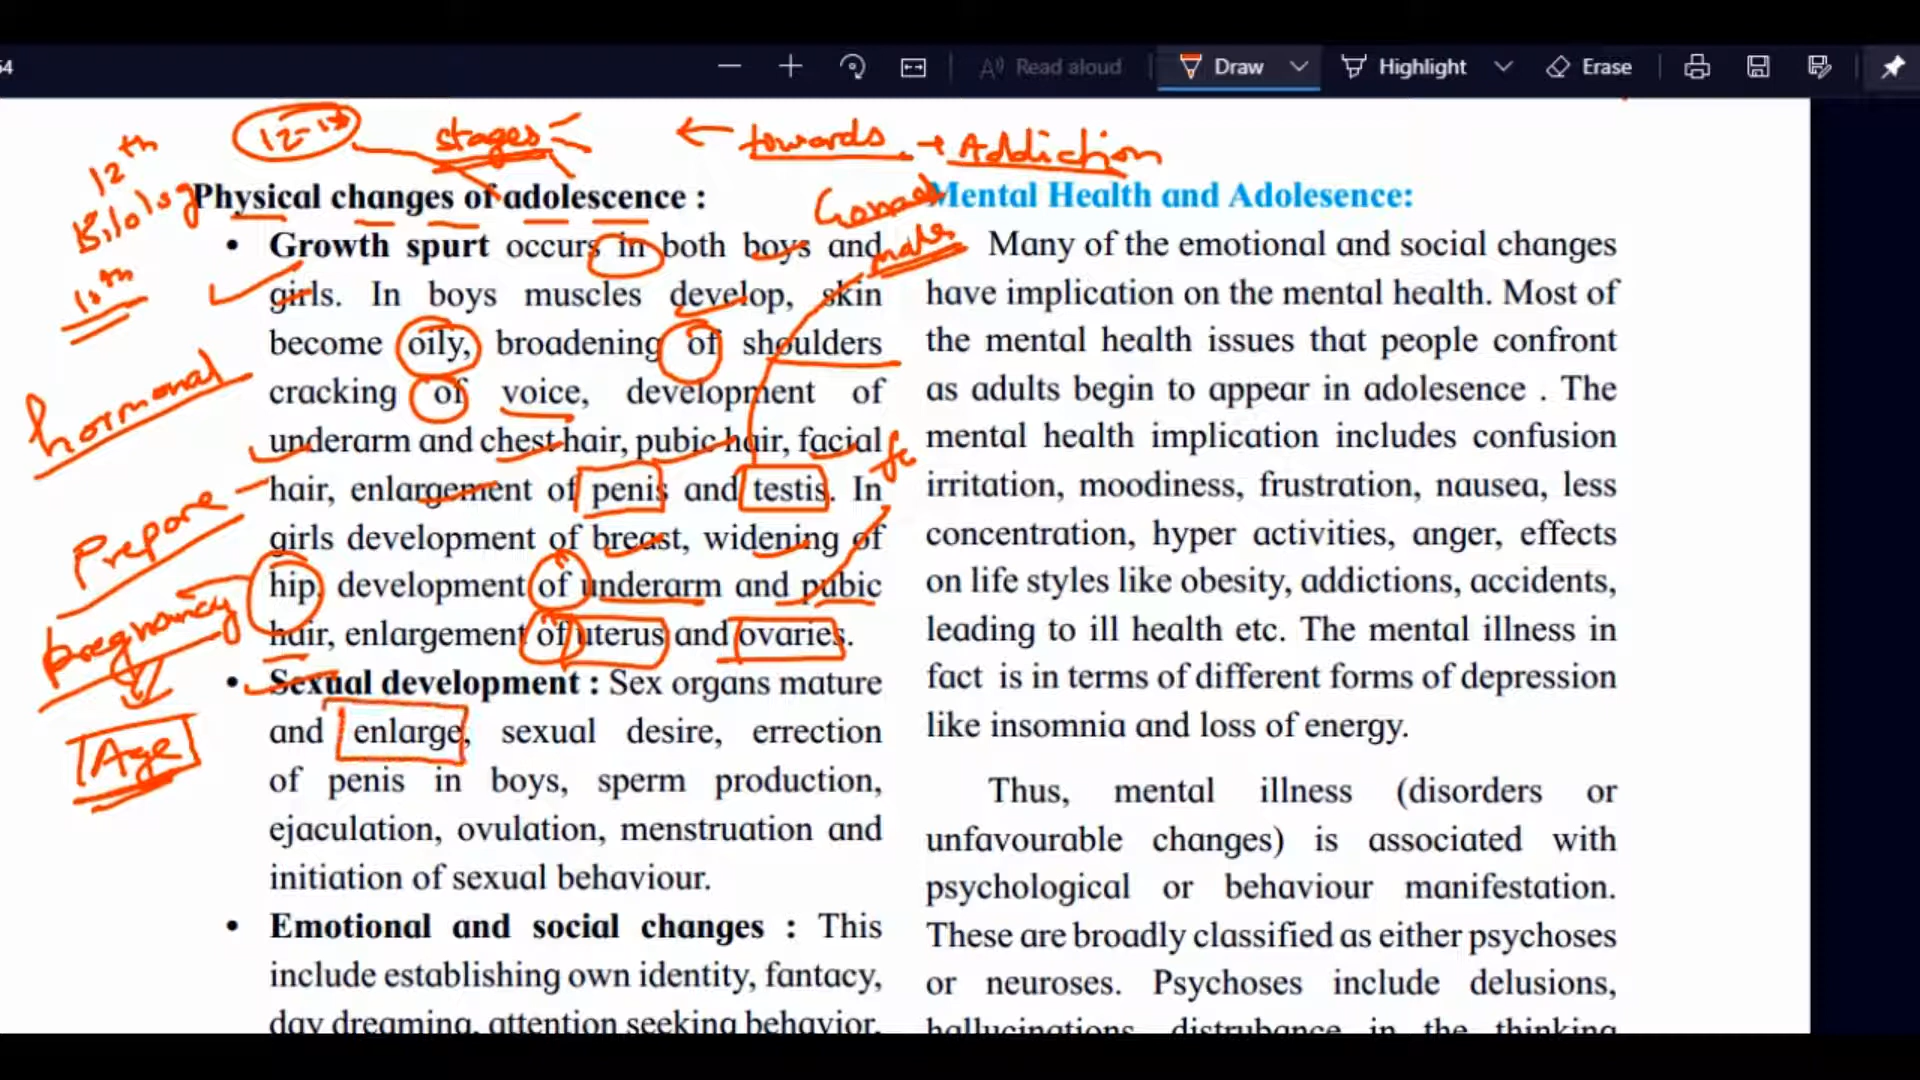 54
Read aloud
Draw
Highlight
Erase
stages
towards → Addiction
12th
10th
hormonal
Prepare
pregnancy
Age
male
Physical changes of adolescence :
• Growth spurt occurs in both boys and
girls. In boys muscles develop, skin
become oily, broadening of shoulders
cracking of voice, development of
underarm and chest hair, pubic hair, facial
hair, enlargement of penis and testis. In
girls development of breast, widening of
hip, development of underarm and pubic
hair, enlargement of uterus and ovaries.
• Sexual development : Sex organs mature
and enlarge, sexual desire, errection
of penis in boys, sperm production,
ejaculation, ovulation, menstruation and
initiation of sexual behaviour.
• Emotional and social changes : This
include establishing own identity, fantacy,
day dreaming, attention seeking behavior,
Mental Health and Adolesence:
Many of the emotional and social changes
have implication on the mental health. Most of
the mental health issues that people confront
as adults begin to appear in adolesence . The
mental health implication includes confusion
irritation, moodiness, frustration, nausea, less
concentration, hyper activities, anger, effects
on life styles like obesity, addictions, accidents,
leading to ill health etc. The mental illness in
fact is in terms of different forms of depression
like insomnia and loss of energy.
Thus, mental illness (disorders or
unfavourable changes) is associated with
psychological or behaviour manifestation.
These are broadly classified as either psychoses
or neuroses. Psychoses include delusions,
hallucinations, distrubance in the thinking